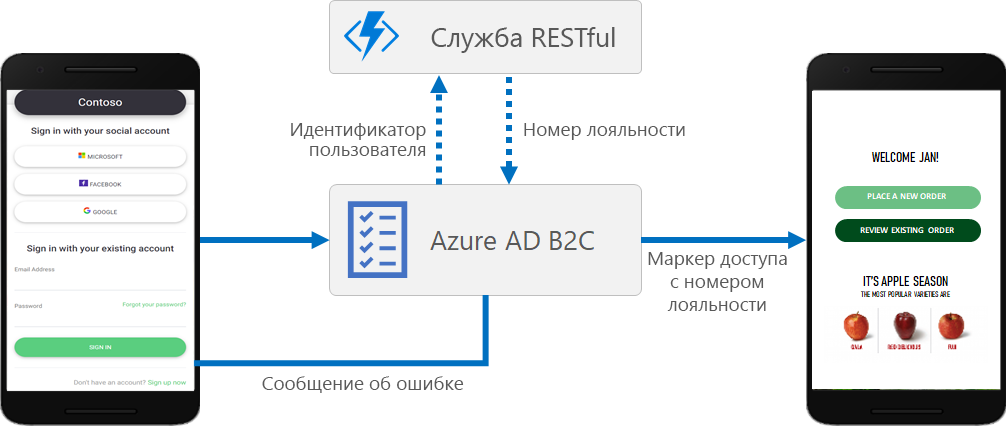 Contoso
Sign in with your social account
MICROSOFT
FACEBOOK
GOOGLE
Sign in with your existing account
Email Address
Password
Forgot your password?
SIGN IN
Don't have an account? Sign up now
Служба RESTful
Идентификатор
пользователя
Номер лояльности
Azure AD B2C
Сообщение об ошибке
Маркер доступа
с номером
лояльности
WELCOME JAN!
PLACE A NEW ORDER
REVIEW EXISTING ORDER
IT'S APPLE SEASON
THE MOST POPULAR VARIETIES ARE
GALA
RED DELICIOUS
FUJI